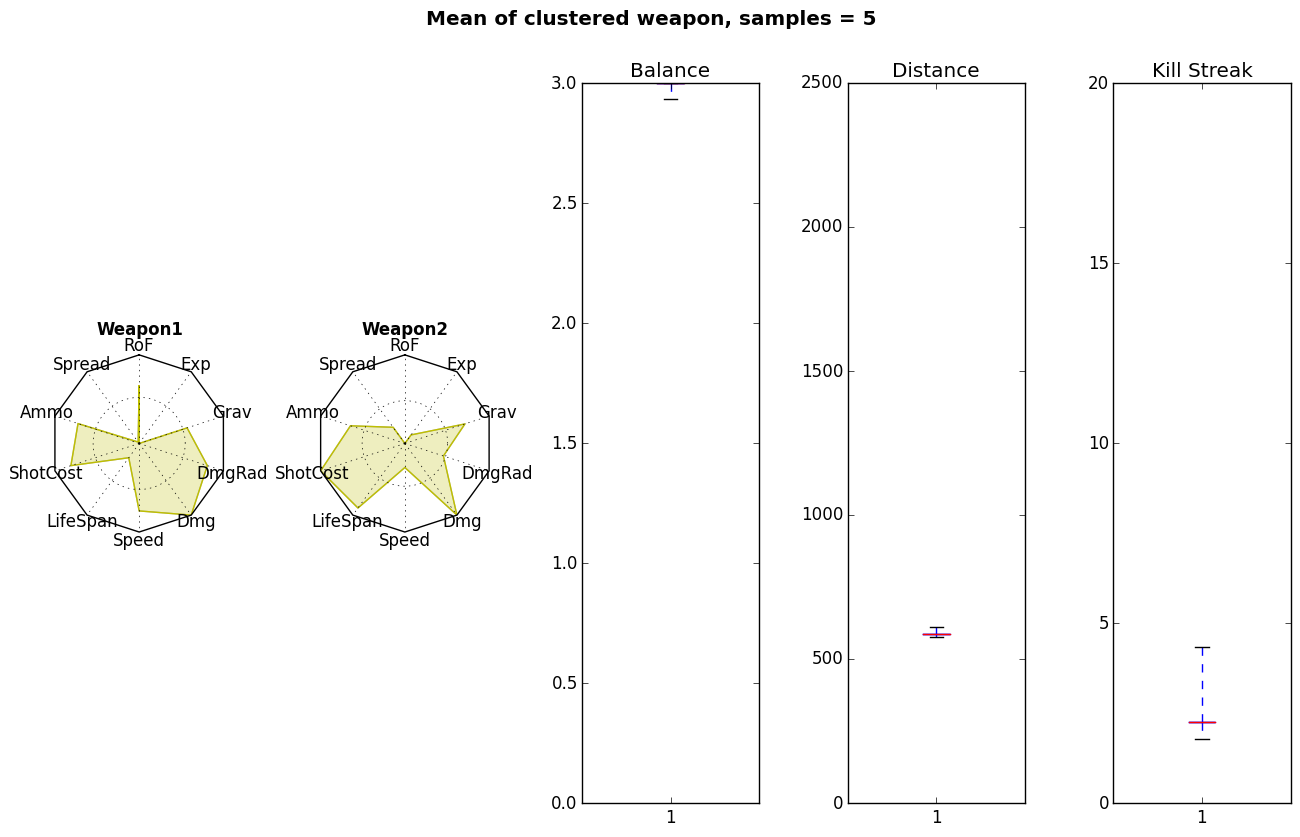 Mean of clustered weapon, samples = 5
Weapon1
RoF
Exp
Grav
DmgRad
Dmg
Speed
LifeSpan
ShotCost
Ammo
Spread
Weapon2
RoF
Exp
Grav
DmgRad
Dmg
Speed
LifeSpan
ShotCost
Ammo
Spread
Balance
3.0
2.5
2.0
1.5
1.0
0.5
0.0
1
Distance
2500
2000
1500
1000
500
0
1
Kill Streak
20
15
10
5
0
1